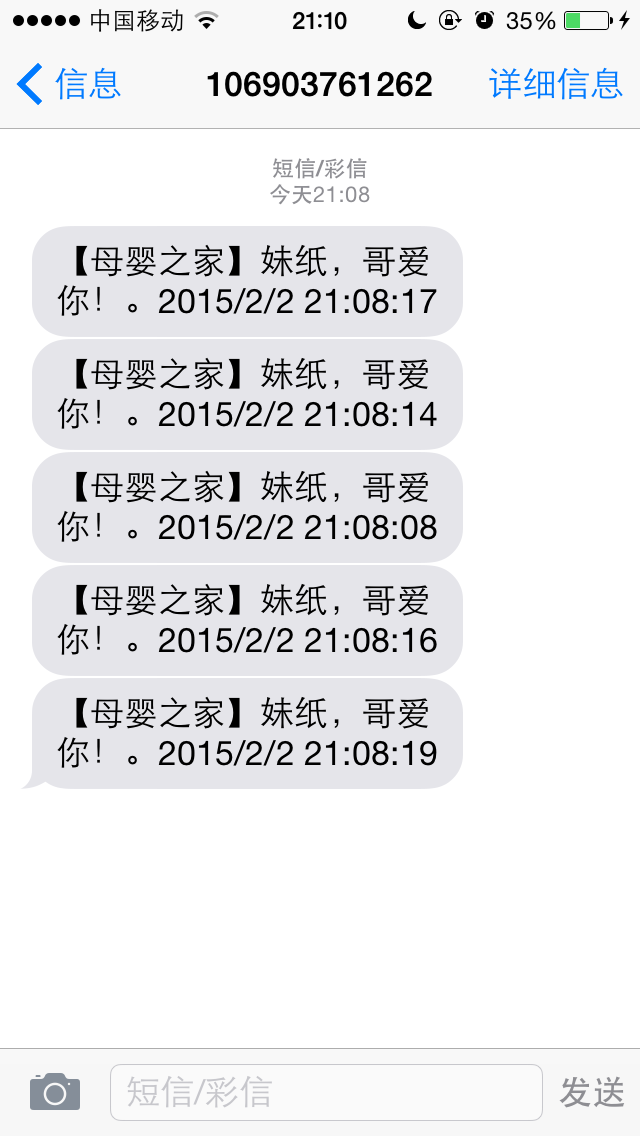 中国移动 21:10 35%
信息 106903761262 详细信息
短信/彩信
今天21:08
【母婴之家】妹纸，哥爱
你！。2015/2/2 21:08:17
【母婴之家】妹纸，哥爱
你！。2015/2/2 21:08:14
【母婴之家】妹纸，哥爱
你！。2015/2/2 21:08:08
【母婴之家】妹纸，哥爱
你！。2015/2/2 21:08:16
【母婴之家】妹纸，哥爱
你！。2015/2/2 21:08:19
短信/彩信 发送